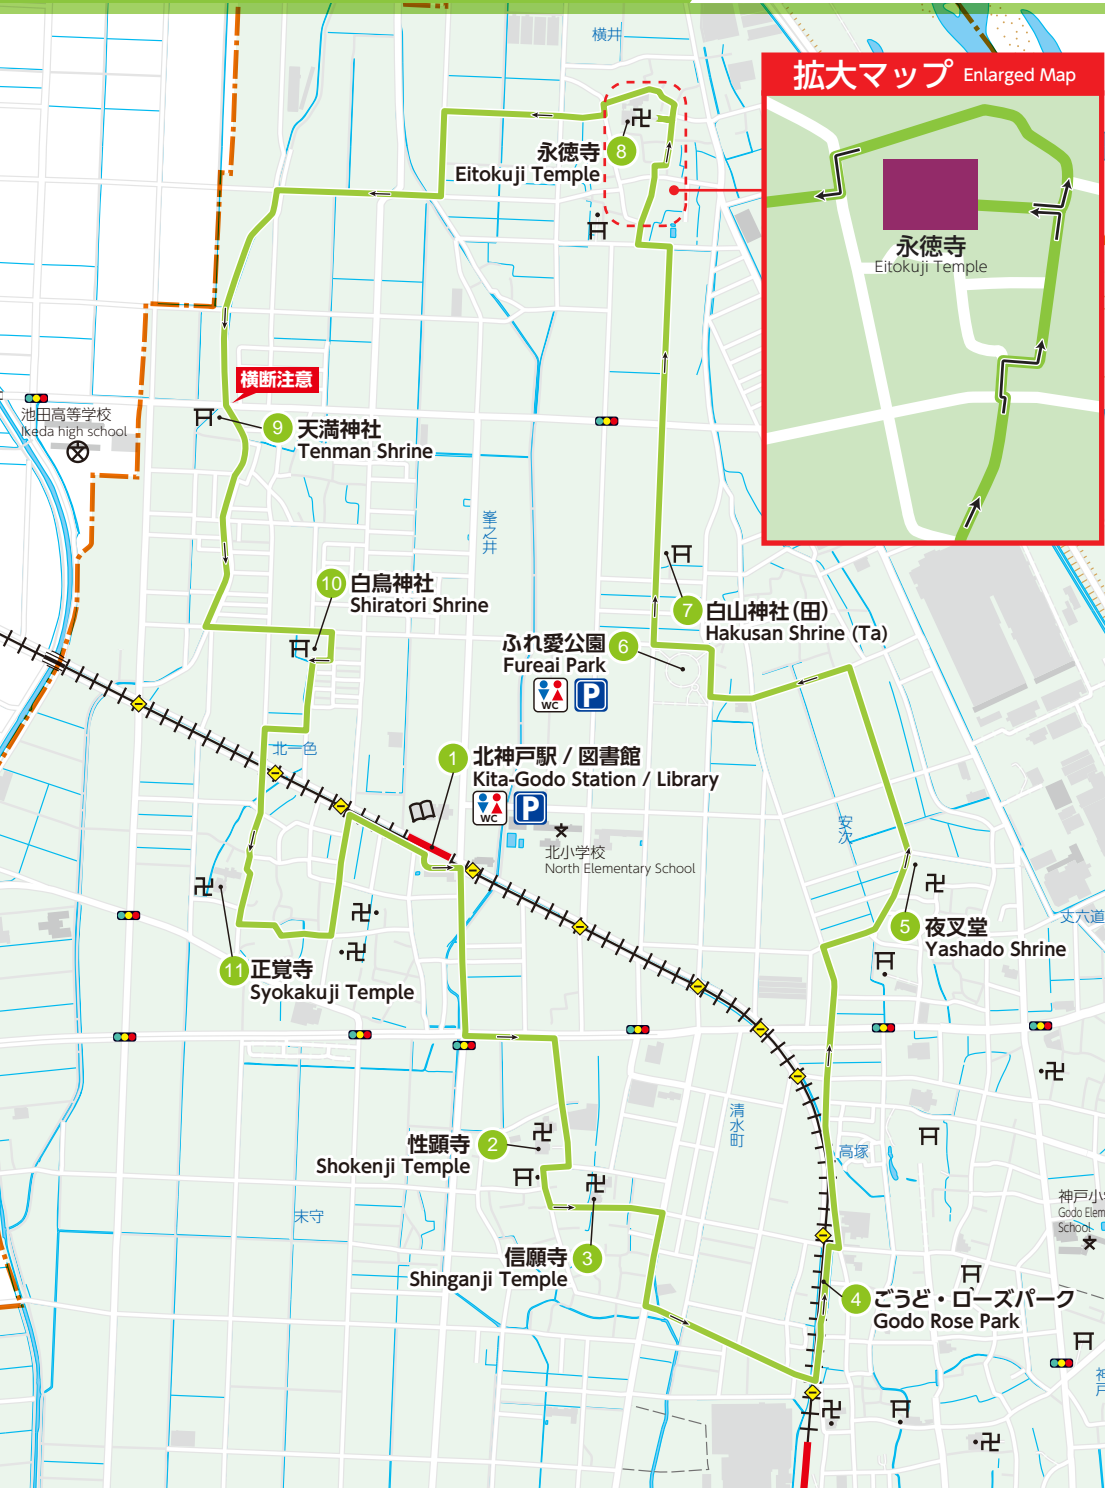 横井
拡大マップ Enlarged Map
永徳寺
Eitokuji Temple
8
永徳寺
Eitokuji Temple
横断注意
池田高等学校
Ikeda high school
9 天満神社
Tenman Shrine
峯之井
10 白鳥神社
Shiratori Shrine
7 白山神社(田)
Hakusan Shrine (Ta)
ふれ愛公園 6
Fureai Park
WC P
北一色
1 北神戸駅 / 図書館
Kita-Godo Station / Library
WC P
北小学校
North Elementary School
安次
5 夜叉堂
Yashado Shrine
丈六道
11 正覚寺
Syokakuji Temple
性顕寺 2
Shokenji Temple
清水町
高塚
末守
神戸小
Godo Elem
School
信願寺 3
Shinganji Temple
4 ごうど・ローズパーク
Godo Rose Park
神戸